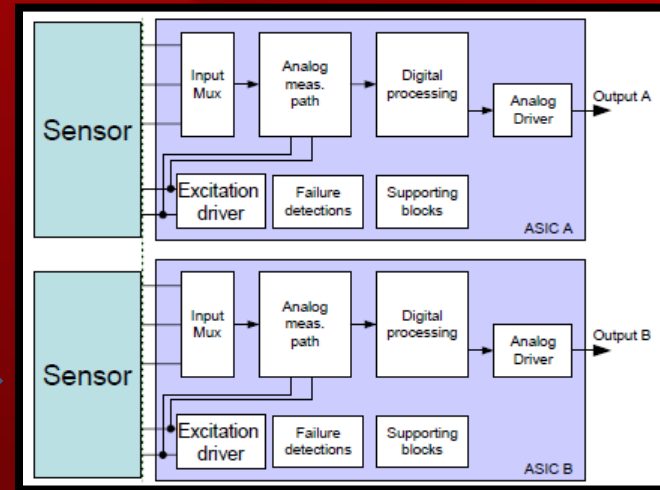 Sensor
Input
Mux
Analog
meas.
path
Digital
processing
Analog
Driver
Output A
Excitation
driver
Failure
detections
Supporting
blocks
ASIC A
Sensor
Input
Mux
Analog
meas.
path
Digital
processing
Analog
Driver
Output B
Excitation
driver
Failure
detections
Supporting
blocks
ASIC B